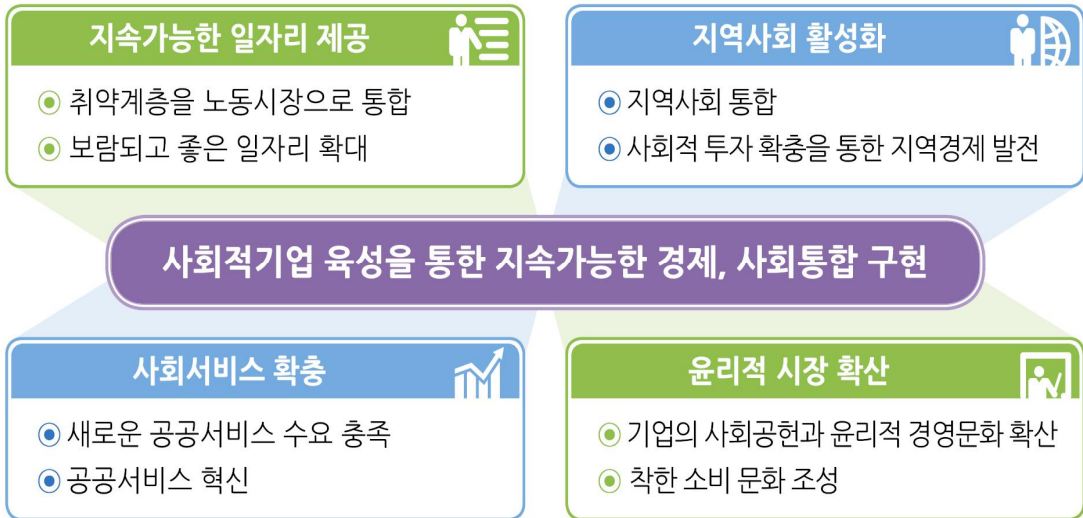 지속가능한 일자리 제공
취약계층을 노동시장으로 통합
보람되고 좋은 일자리 확대
지역사회 활성화
지역사회 통합
사회적 투자 확충을 통한 지역경제 발전
사회적기업 육성을 통한 지속가능한 경제, 사회통합 구현
사회서비스 확충
새로운 공공서비스 수요 충족
공공서비스 혁신
윤리적 시장 확산
기업의 사회공헌과 윤리적 경영문화 확산
착한 소비 문화 조성